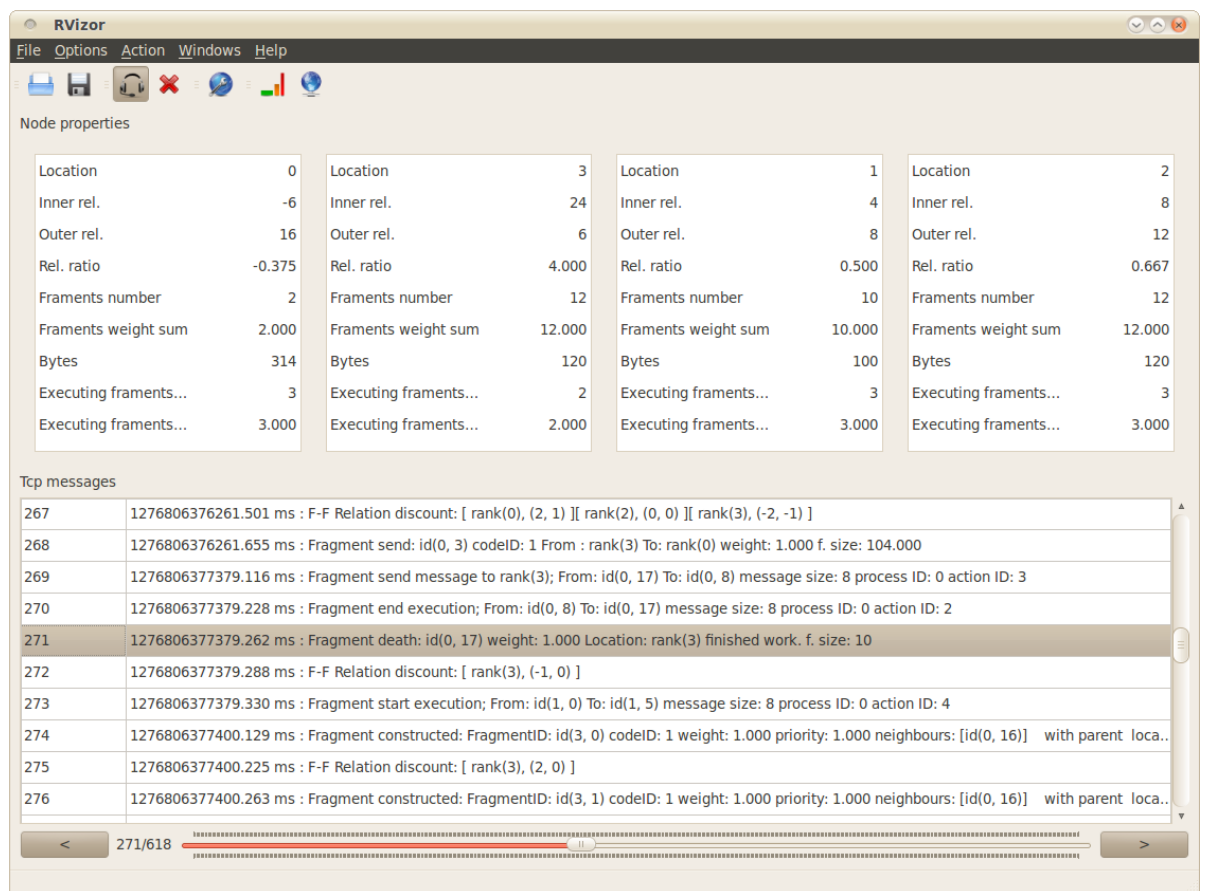 RVizor
File Options Action Windows Help
Node properties
Location 0 Location 3 Location 1 Location 2
Inner rel. -6 Inner rel. 24 Inner rel. 4 Inner rel. 8
Outer rel. 16 Outer rel. 6 Outer rel. 8 Outer rel. 12
Rel. ratio -0.375 Rel. ratio 4.000 Rel. ratio 0.500 Rel. ratio 0.667
Framents number 2 Framents number 12 Framents number 10 Framents number 12
Framents weight sum 2.000 Framents weight sum 12.000 Framents weight sum 10.000 Framents weight sum 12.000
Bytes 314 Bytes 120 Bytes 100 Bytes 120
Executing framents... 3 Executing framents... 2 Executing framents... 3 Executing framents... 3
Executing framents... 3.000 Executing framents... 2.000 Executing framents... 3.000 Executing framents... 3.000
Tcp messages
267 1276806376261.501 ms : F-F Relation discount: [ rank(0), (2, 1) ][ rank(2), (0, 0) ][ rank(3), (-2, -1) ]
268 1276806376261.655 ms : Fragment send: id(0, 3) codeID: 1 From : rank(3) To: rank(0) weight: 1.000 f. size: 104.000
269 1276806377379.116 ms : Fragment send message to rank(3); From: id(0, 17) To: id(0, 8) message size: 8 process ID: 0 action ID: 3
270 1276806377379.228 ms : Fragment end execution; From: id(0, 8) To: id(0, 17) message size: 8 process ID: 0 action ID: 2
271 1276806377379.262 ms : Fragment death: id(0, 17) weight: 1.000 Location: rank(3) finished work. f. size: 10
272 1276806377379.288 ms : F-F Relation discount: [ rank(3), (-1, 0) ]
273 1276806377379.330 ms : Fragment start execution; From: id(1, 0) To: id(1, 5) message size: 8 process ID: 0 action ID: 4
274 1276806377400.129 ms : Fragment constructed: FragmentID: id(3, 0) codeID: 1 weight: 1.000 priority: 1.000 neighbours: [id(0, 16)] with parent loca..
275 1276806377400.225 ms : F-F Relation discount: [ rank(3), (2, 0) ]
276 1276806377400.263 ms : Fragment constructed: FragmentID: id(3, 1) codeID: 1 weight: 1.000 priority: 1.000 neighbours: [id(0, 16)] with parent loca..
< 271/618 >